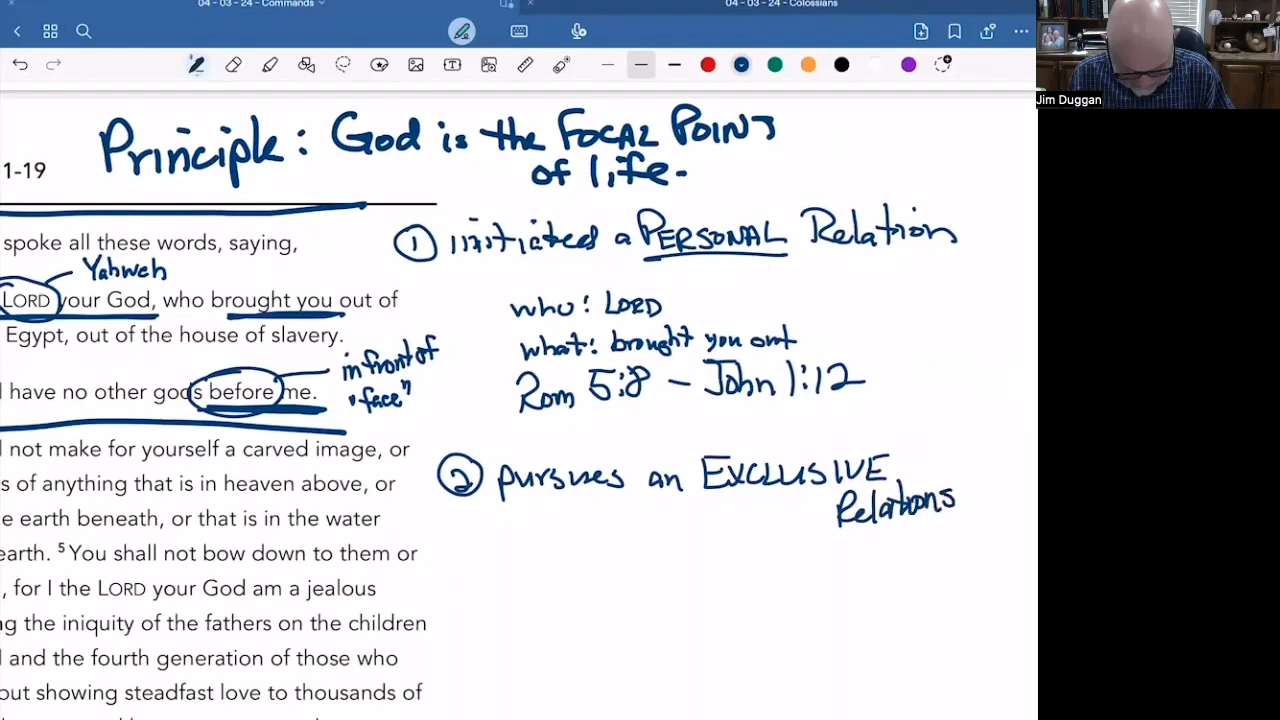 04 - 03 - 24 - Commands
04 - 03 - 24 - Colossians
Jim Duggan
Principle: God is the FOCAL POINT
of life.
1-19
① initiated a PERSONAL Relation
spoke all these words, saying,
Yahweh
LORD your God, who brought you out of
who: LORD
Egypt, out of the house of slavery.
what: brought you out
in front of
"face"
have no other gods before me.
Rom 5:8 – John 1:12
not make for yourself a carved image, or
② pursues an EXCLUSIVE
Relations
s of anything that is in heaven above, or
e earth beneath, or that is in the water
earth. 5 You shall not bow down to them or
, for I the LORD your God am a jealous
ng the iniquity of the fathers on the children
and the fourth generation of those who
out showing steadfast love to thousands of